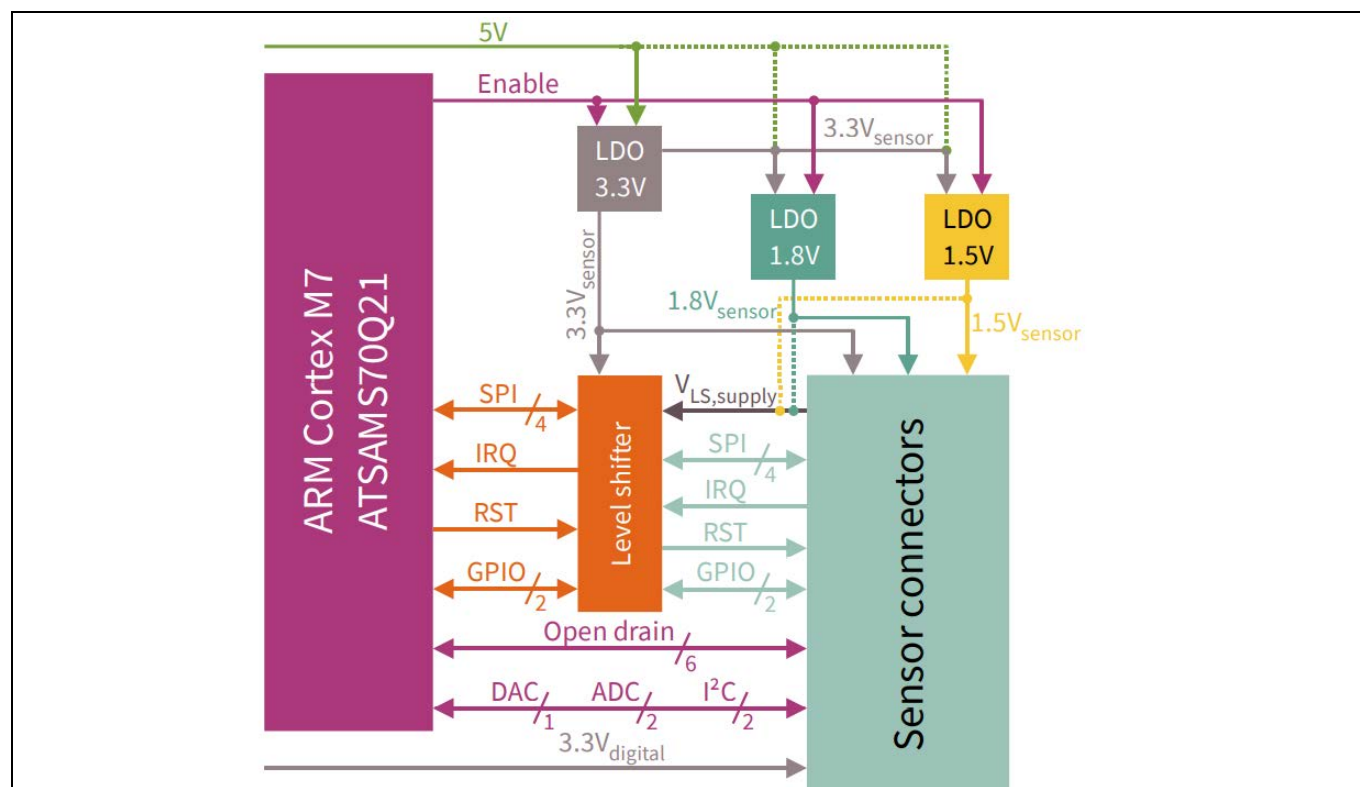 5V
Enable
3.3Vsensor
LDO
3.3V
LDO
1.8V
LDO
1.5V
3.3Vsensor
1.8Vsensor
1.5Vsensor
ARM Cortex M7
ATSAMS70Q21
VLS,supply
SPI
4
IRQ
RST
GPIO
2
Level shifter
SPI
4
IRQ
RST
GPIO
2
Sensor connectors
Open drain
6
DAC
1
ADC
2
I²C
2
3.3Vdigital